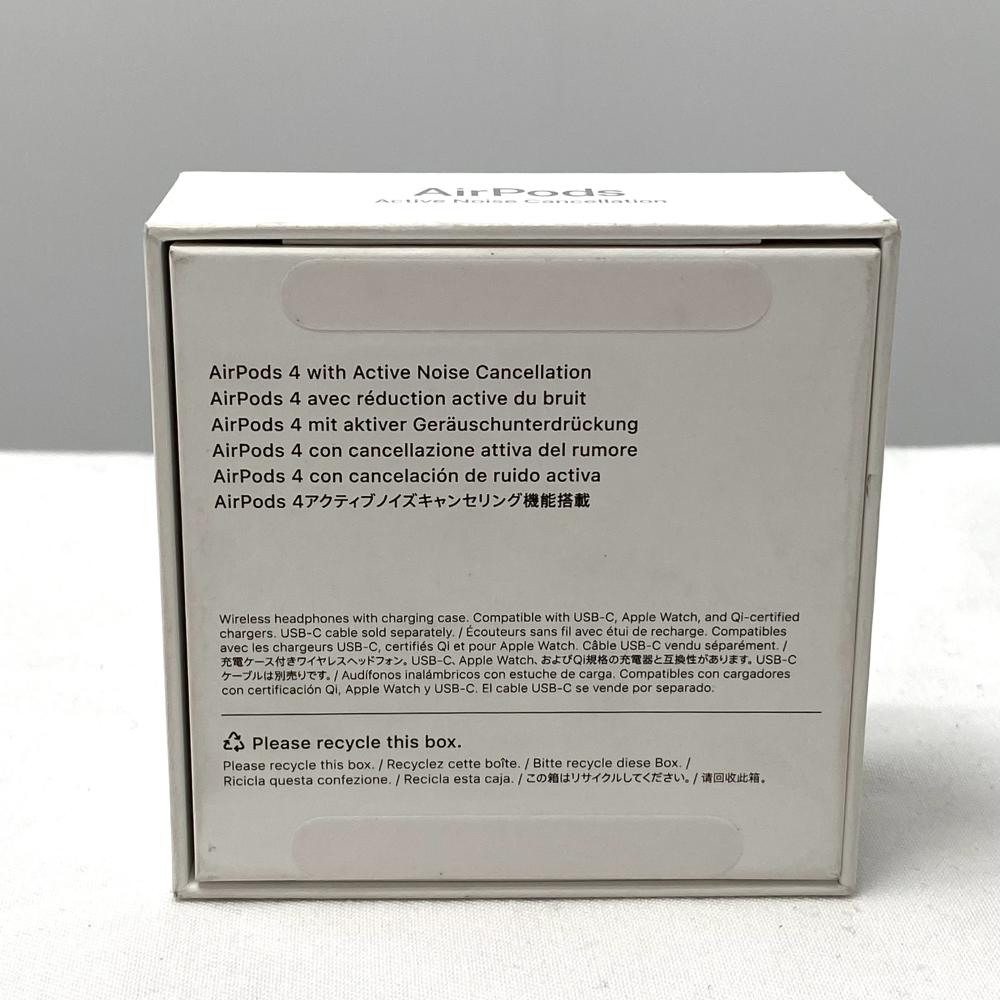 AirPods
Active Noise Cancellation
AirPods 4 with Active Noise Cancellation
AirPods 4 avec réduction active du bruit
AirPods 4 mit aktiver Geräuschunterdrückung
AirPods 4 con cancellazione attiva del rumore
AirPods 4 con cancelación de ruido activa
AirPods 4アクティブノイズキャンセリング機能搭載
Wireless headphones with charging case. Compatible with USB-C, Apple Watch, and Qi-certified
chargers. USB-C cable sold separately. / Écouteurs sans fil avec étui de recharge. Compatibles
avec les chargeurs USB-C, certifiés Qi et pour Apple Watch. Câble USB-C vendu séparément. /
充電ケース付きワイヤレスヘッドフォン。USB-C、Apple Watch、およびQi規格の充電器と互換性があります。USB-C
ケーブルは別売りです。/ Audífonos inalámbricos con estuche de carga. Compatibles con cargadores
con certificación Qi, Apple Watch y USB-C. El cable USB-C se vende por separado.
Please recycle this box.
Please recycle this box. / Recyclez cette boîte. / Bitte recycle diese Box. /
Ricicla questa confezione. / Recicla esta caja. / この箱はリサイクルしてください。/ 请回收此箱。